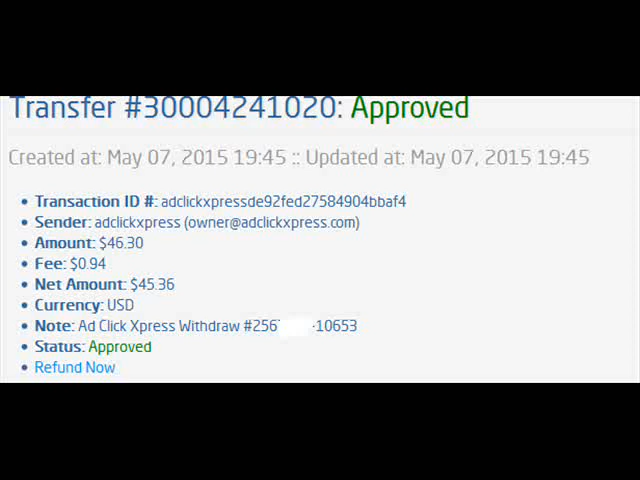 Transfer #30004241020: Approved
Created at: May 07, 2015 19:45 :: Updated at: May 07, 2015 19:45
Transaction ID #: adclickxpressde92fed27584904bbaf4
Sender: adclickxpress (owner@adclickxpress.com)
Amount: $46.30
Fee: $0.94
Net Amount: $45.36
Currency: USD
Note: Ad Click Xpress Withdraw #256 -10653
Status: Approved
Refund Now